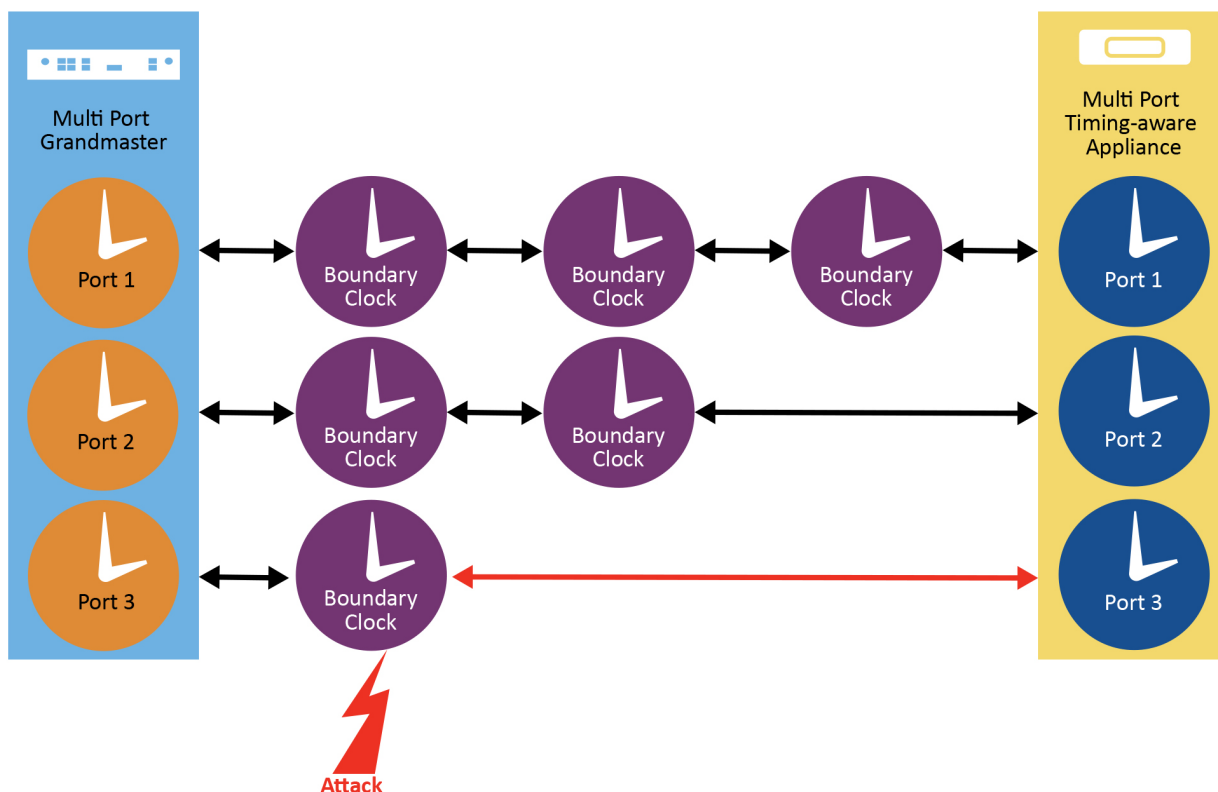 Multi Port
Grandmaster
Multi Port
Timing-aware
Appliance
Port 1
Boundary
Clock
Boundary
Clock
Boundary
Clock
Port 1
Port 2
Boundary
Clock
Boundary
Clock
Port 2
Port 3
Boundary
Clock
Port 3
Attack